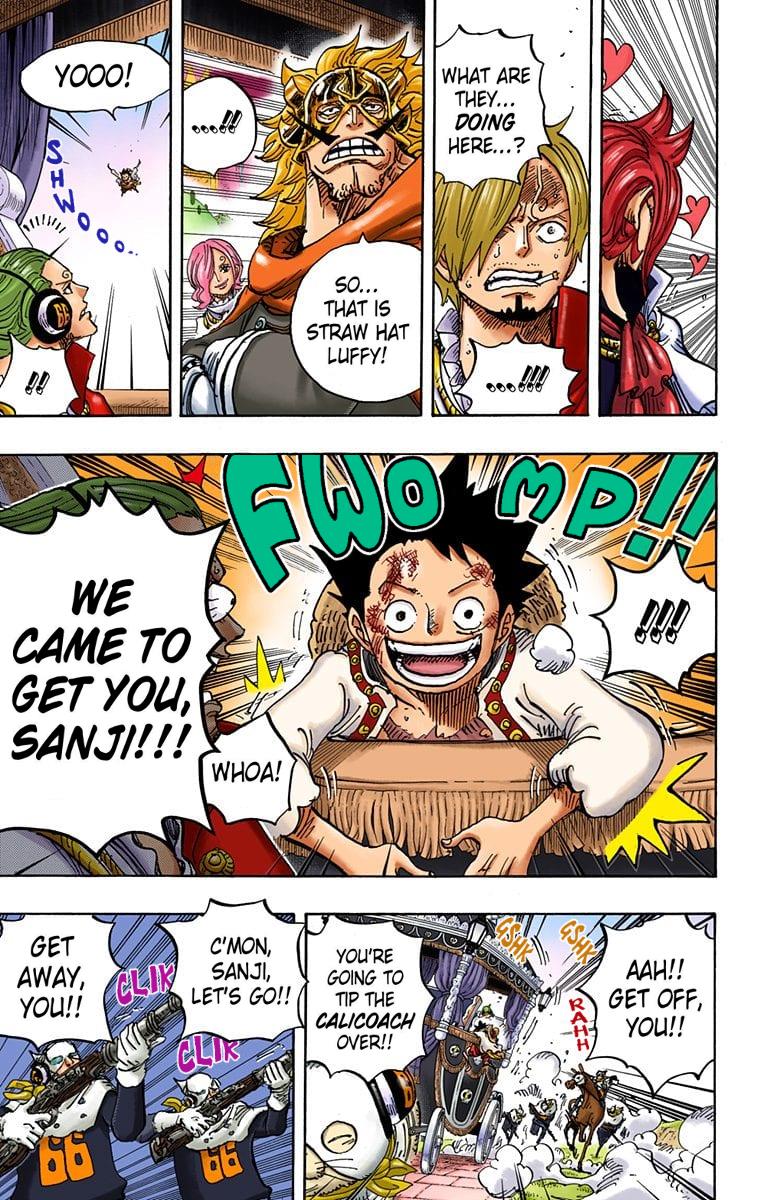 WHAT ARE
THEY...
DOING
HERE...?
...!!!
...!!
SO...
THAT IS
STRAW HAT
LUFFY!
YOOO!
SHWOOO...
66
!!
FWOMP!!
!!!
WE
CAME TO
GET YOU,
SANJI!!!
WHOA!
AAH!!
GET OFF,
YOU!!
GSHK
GSHK
RAHH
YOU'RE
GOING TO
TIP THE
CALICOACH
OVER!!
66
C'MON,
SANJI,
LET'S GO!!
GET
AWAY,
YOU!!
CLIK
CLIK
66
66